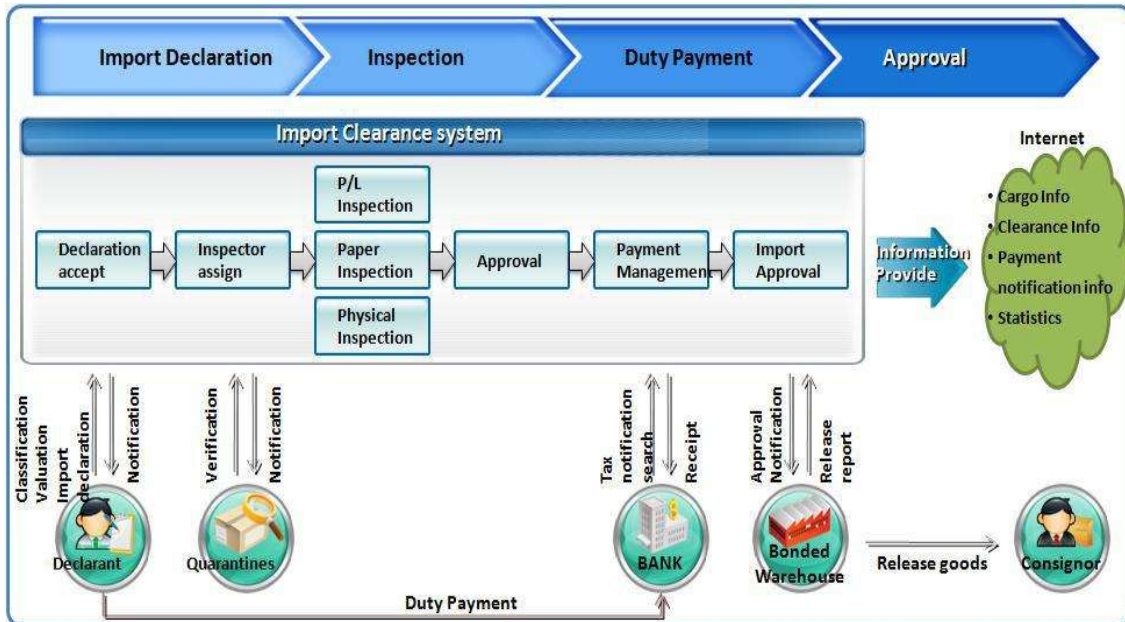 Import Declaration
Inspection
Duty Payment
Approval
Import Clearance system
Internet
P/L
Inspection
Declaration
accept
Inspector
assign
Paper
Inspection
Approval
Payment
Management
Import
Approval
Physical
Inspection
Information
Provide
• Cargo Info
• Clearance Info
• Payment
notification info
• Statistics
Classification
Valuation
Import
declaration
Notification
Verification
Notification
Tax
notification
search
Receipt
Approval
Notification
Release
report
Declarant
Quarantines
BANK
Bonded
Warehouse
Release goods
Consignor
Duty Payment